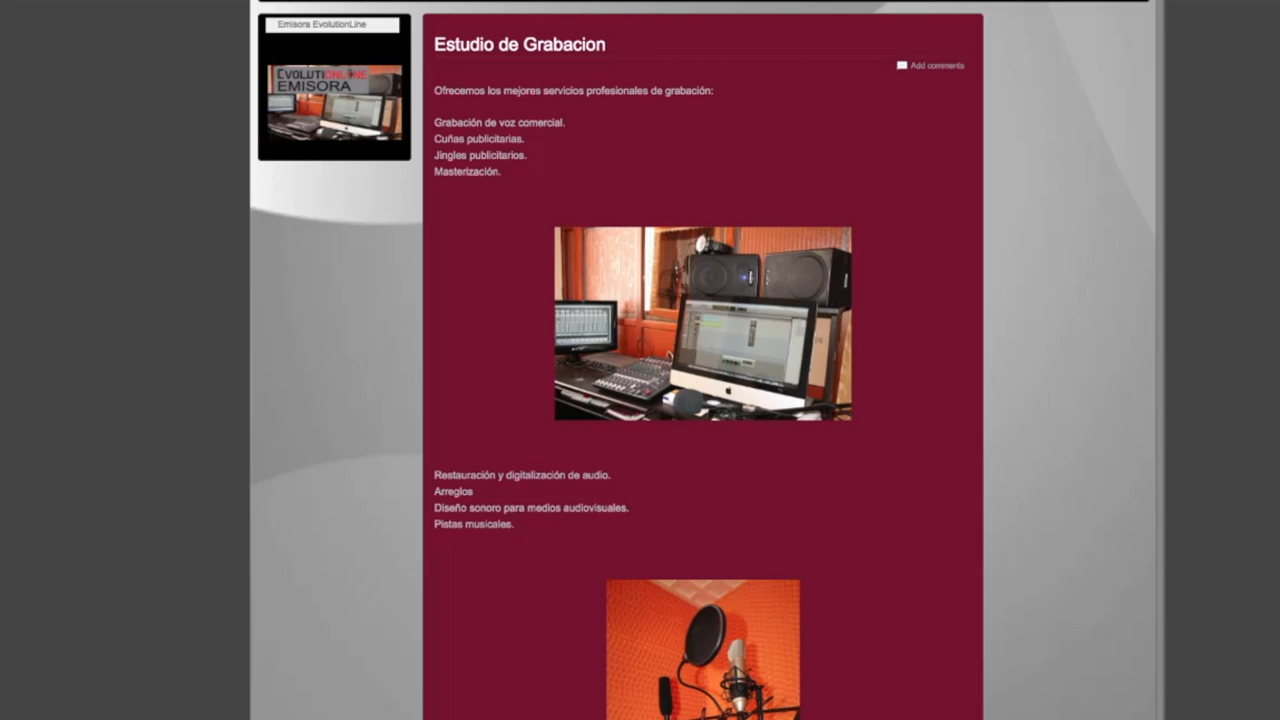 Emisora EvolutionLine
EVOLUTIONLINE
EMISORA
Estudio de Grabacion
Add comments
Ofrecemos los mejores servicios profesionales de grabación:
Grabación de voz comercial.
Cuñas publicitarias.
Jingles publicitarios.
Masterización.
Restauración y digitalización de audio.
Arreglos
Diseño sonoro para medios audiovisuales.
Pistas musicales.